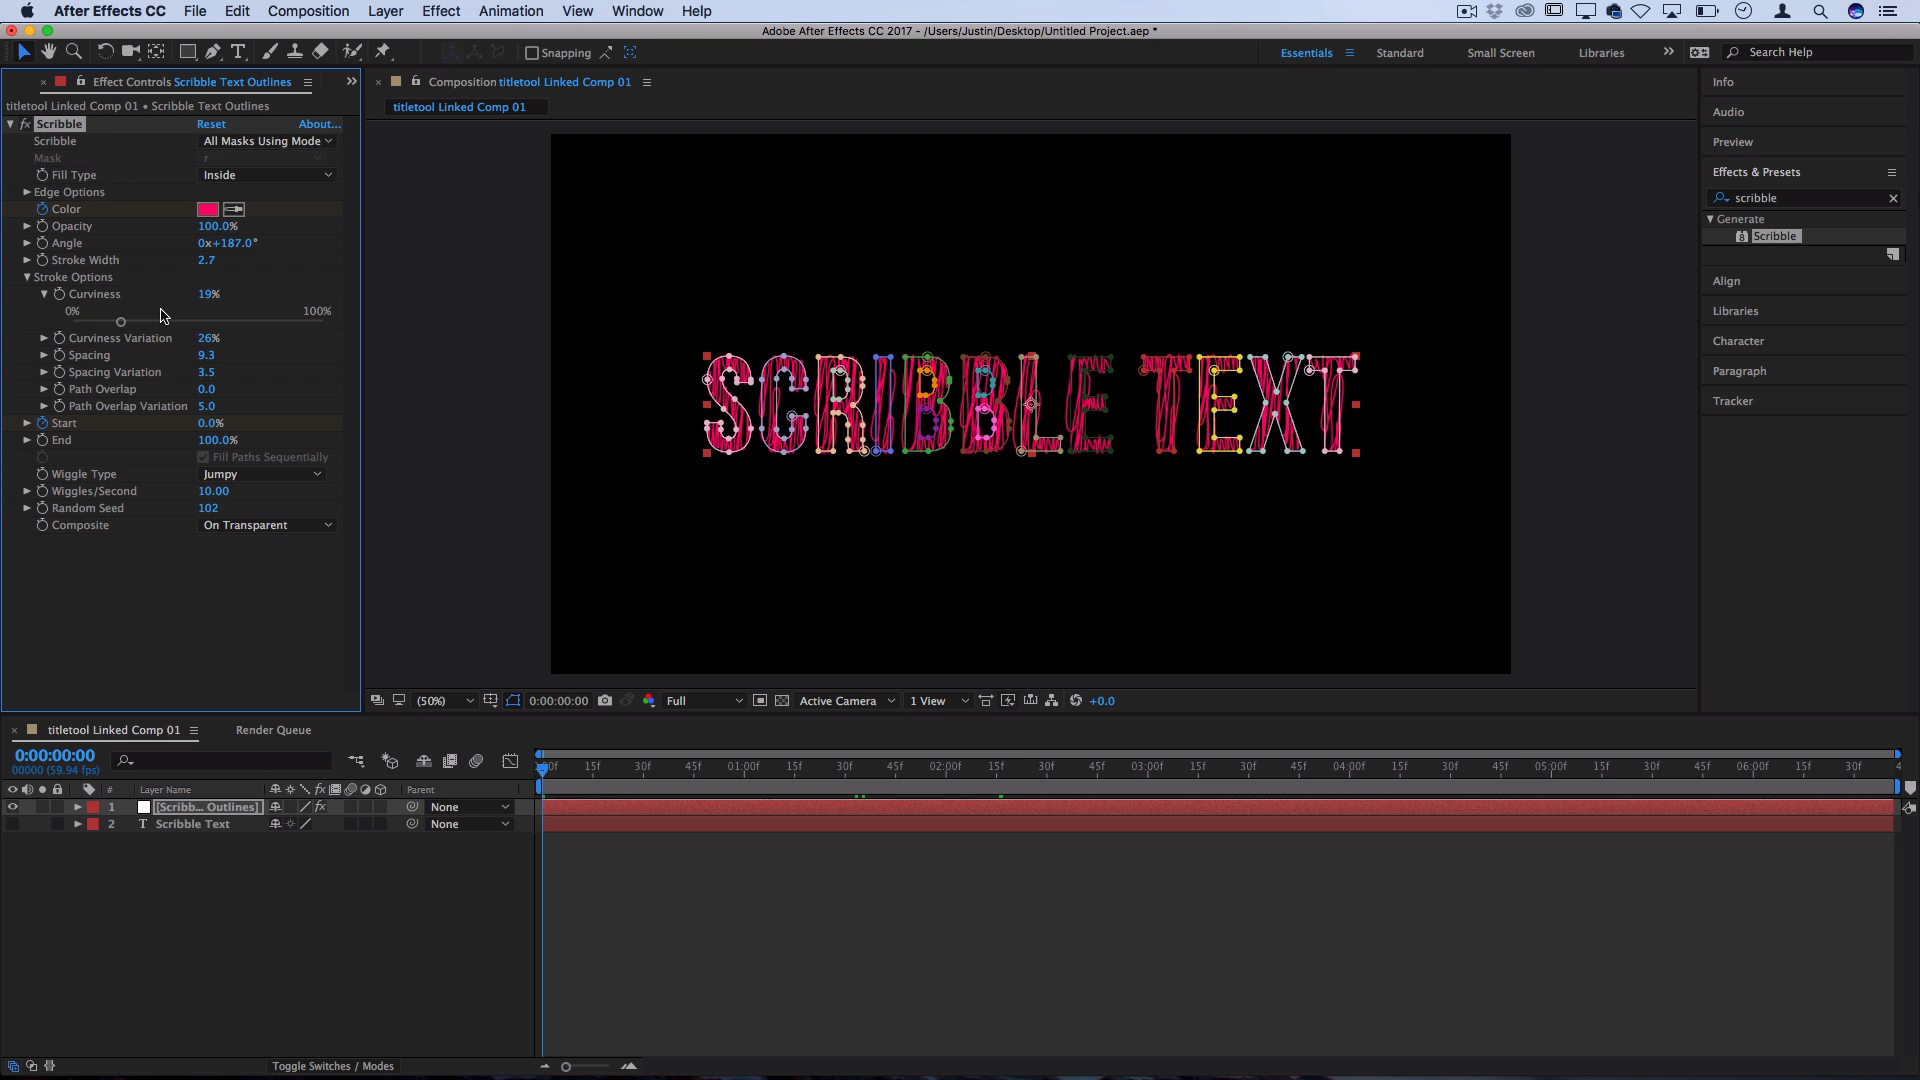 After Effects CC File Edit Composition Layer Effect Animation View Window Help
Adobe After Effects CC 2017 - /Users/Justin/Desktop/Untitled Project.aep *
Snapping Essentials Standard Small Screen Libraries Search Help
Effect Controls Scribble Text Outlines
Composition titletool Linked Comp 01
titletool Linked Comp 01 • Scribble Text Outlines
titletool Linked Comp 01
fx Scribble Reset About...
Scribble All Masks Using Mode
Mask r
Fill Type Inside
Edge Options
Color
Opacity 100.0%
Angle 0x+187.0°
Stroke Width 2.7
Stroke Options
Curviness 19%
0% 100%
Curviness Variation 26%
Spacing 9.3
Spacing Variation 3.5
Path Overlap 0.0
Path Overlap Variation 5.0
Start 0.0%
End 100.0%
Fill Paths Sequentially
Wiggle Type Jumpy
Wiggles/Second 10.00
Random Seed 102
Composite On Transparent
SCRIBBLE TEXT
(50%) 0:00:00:00 Full Active Camera 1 View +0.0
Info
Audio
Preview
Effects & Presets
scribble
Generate
8 Scribble
Align
Libraries
Character
Paragraph
Tracker
titletool Linked Comp 01 Render Queue
0:00:00:00
00000 (59.94 fps)
00f 15f 30f 45f 01:00f 15f 30f 45f 02:00f 15f 30f 45f 03:00f 15f 30f 45f 04:00f 15f 30f 45f 05:00f 15f 30f 45f 06:00f 15f 30f 4
# Layer Name fx Parent
1 [Scribb... Outlines] fx None
2 T Scribble Text None
Toggle Switches / Modes